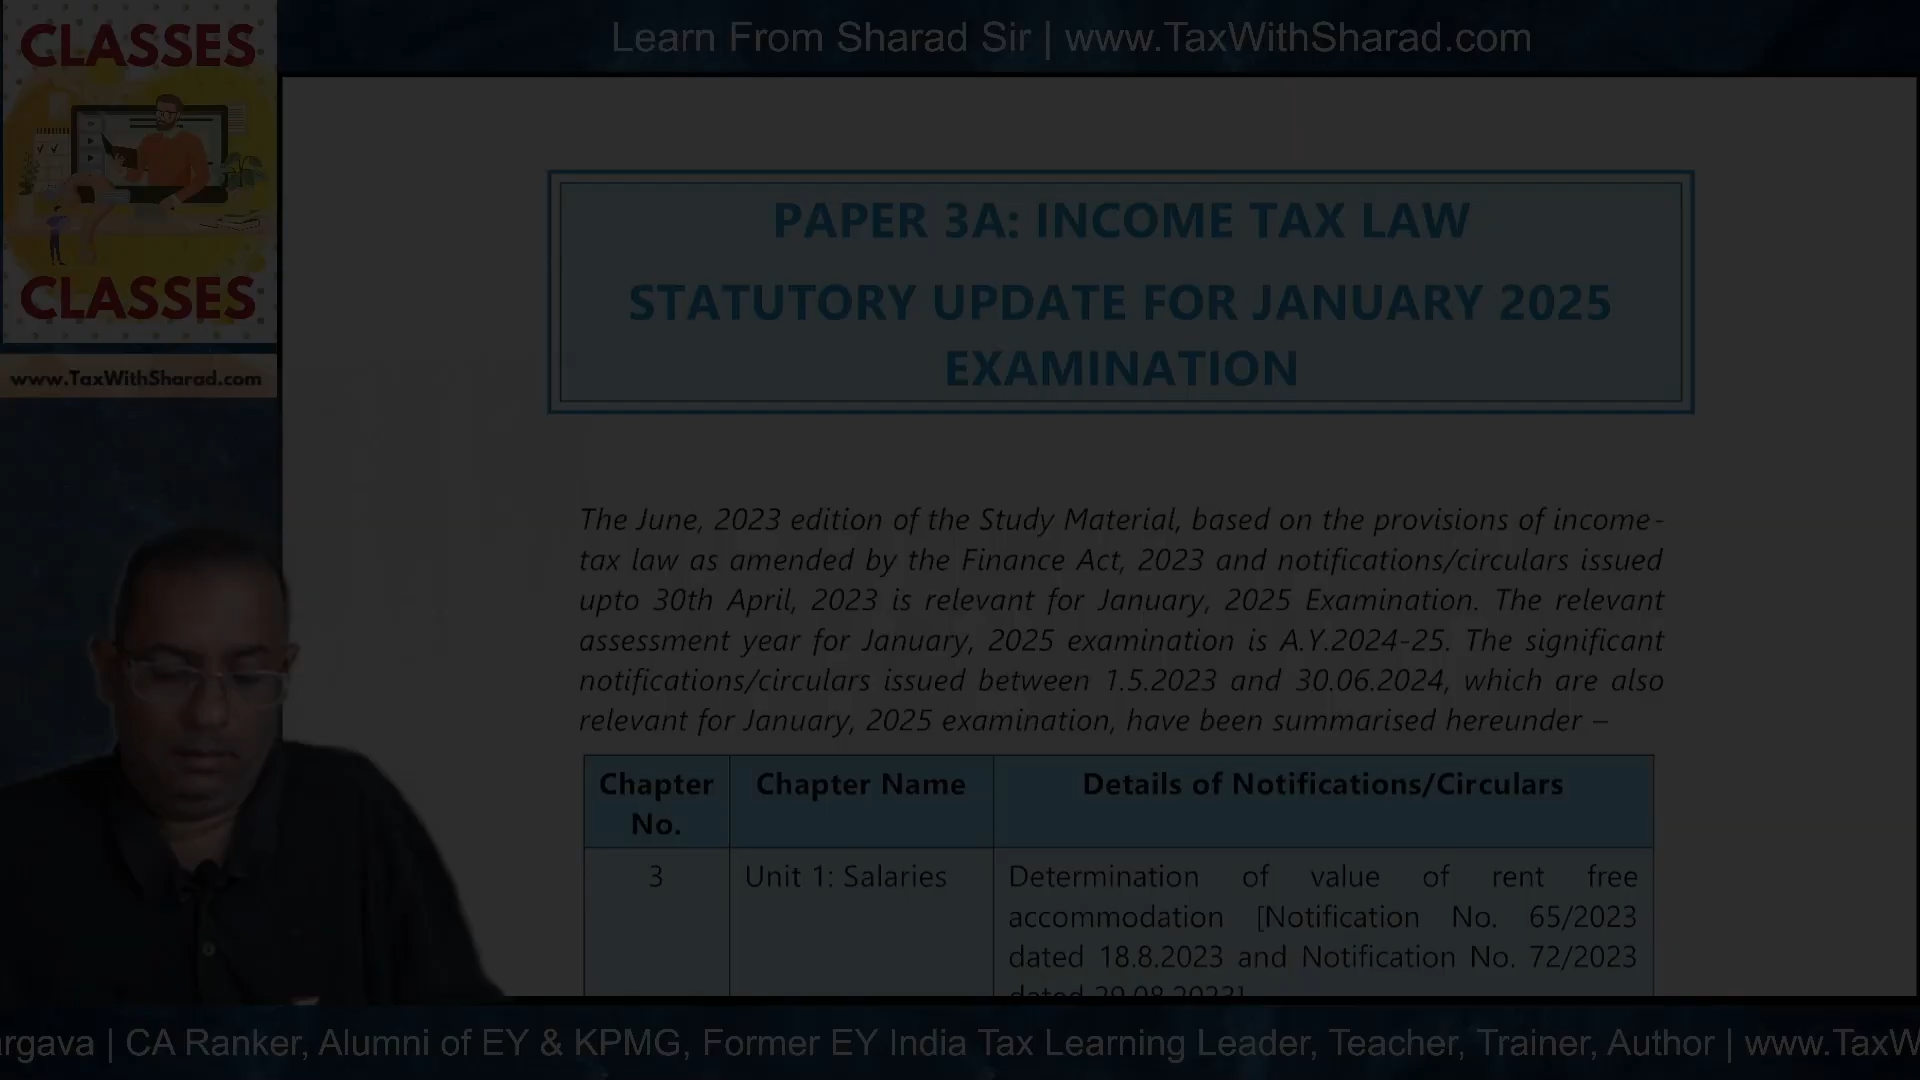 CLASSES
CLASSES
www.TaxWithSharad.com
Learn From Sharad Sir | www.TaxWithSharad.com
PAPER 3A: INCOME TAX LAW
STATUTORY UPDATE FOR JANUARY 2025
EXAMINATION
The June, 2023 edition of the Study Material, based on the provisions of income-
tax law as amended by the Finance Act, 2023 and notifications/circulars issued
upto 30th April, 2023 is relevant for January, 2025 Examination. The relevant
assessment year for January, 2025 examination is A.Y.2024-25. The significant
notifications/circulars issued between 1.5.2023 and 30.06.2024, which are also
relevant for January, 2025 examination, have been summarised hereunder –
Chapter No.
Chapter Name
Details of Notifications/Circulars
3
Unit 1: Salaries
Determination of value of rent free
accommodation [Notification No. 65/2023
dated 18.8.2023 and Notification No. 72/2023
dated 29.08.2023]
argava | CA Ranker, Alumni of EY & KPMG, Former EY India Tax Learning Leader, Teacher, Trainer, Author | www.TaxW